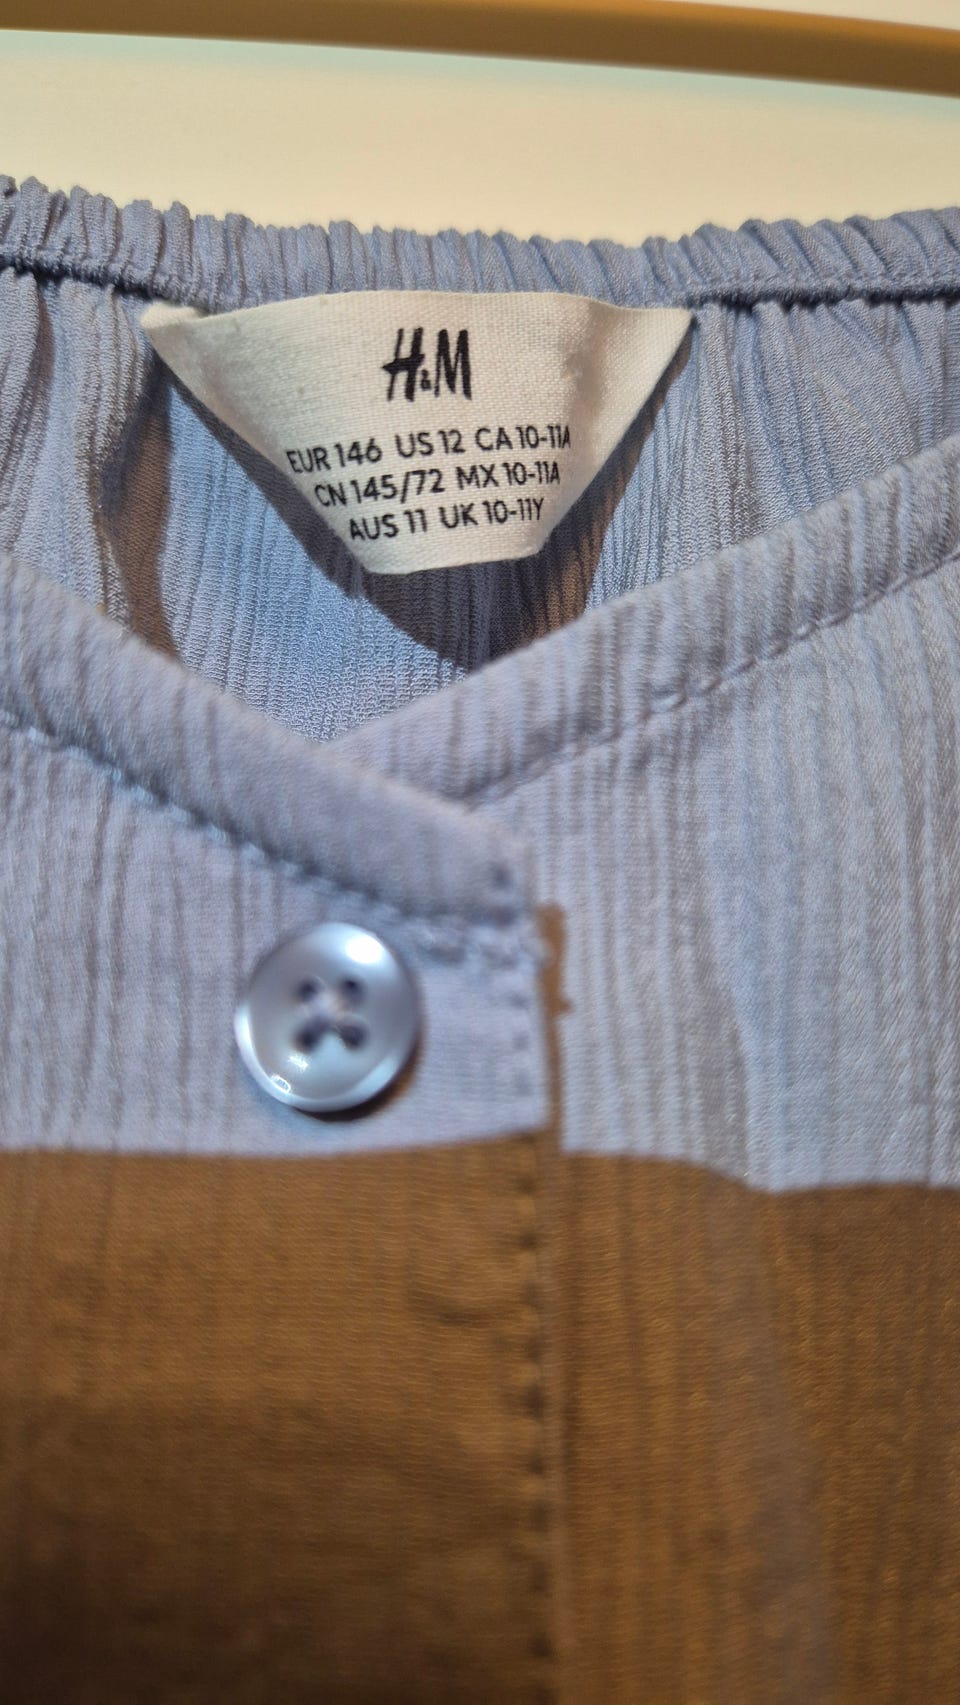 H&M
EUR 146 US 12 CA 10-11A
CN 145/72 MX 10-11A
AUS 11 UK 10-11Y